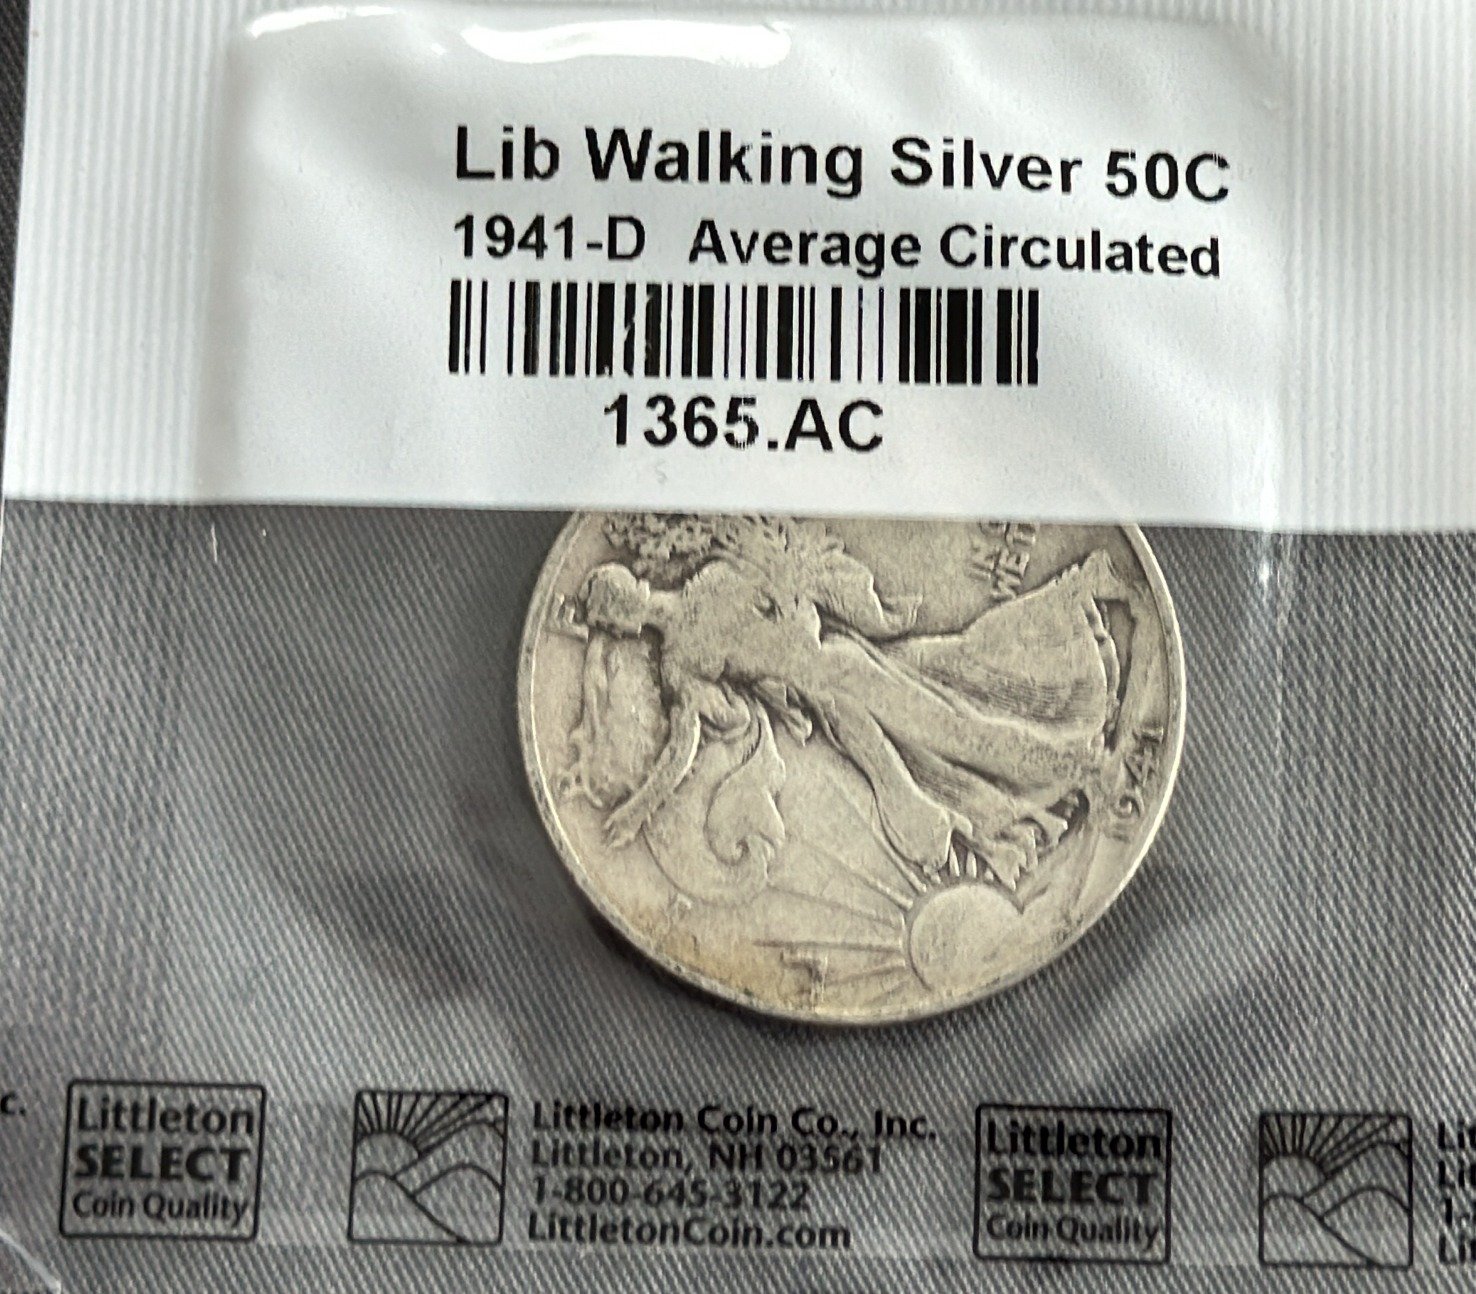 Lib Walking Silver 50C
1941-D Average Circulated
1365.AC
WE
1941
c.
Littleton
SELECT
Coin Quality
Littleton Coin Co., Inc.
Littleton, NH 03561
1-800-645-3122
LittletonCoin.com
Littleton
SELECT
Coin Quality